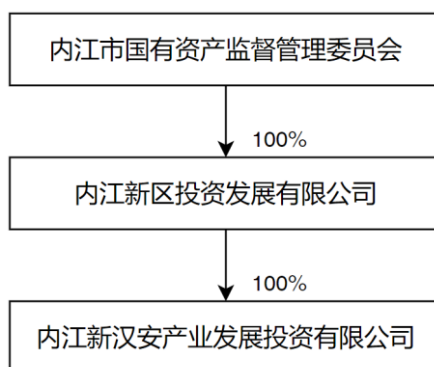 内江市国有资产监督管理委员会
100%
内江新区投资发展有限公司
100%
内江新汉安产业发展投资有限公司